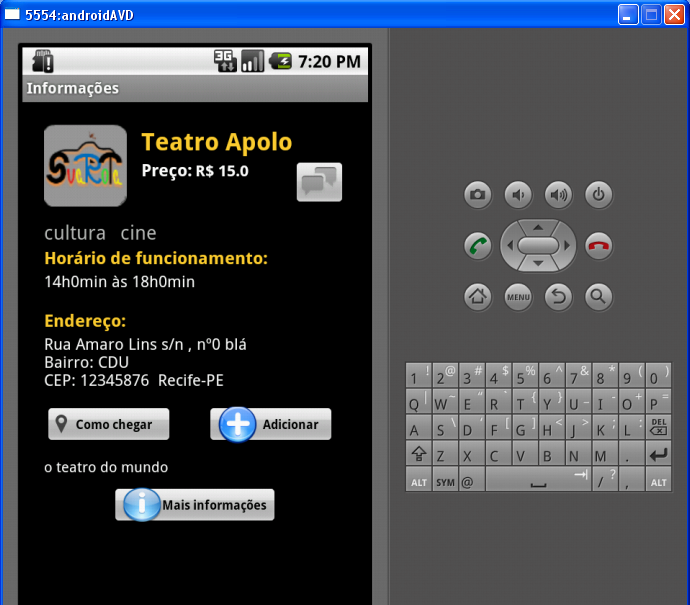 5554:androidAVD
3G 7:20 PM
Informações
SuaRota
Teatro Apolo
Preço: R$ 15.0
cultura cine
Horário de funcionamento:
14h0min às 18h0min
Endereço:
Rua Amaro Lins s/n , nº0 blá
Bairro: CDU
CEP: 12345876 Recife-PE
Como chegar
Adicionar
o teatro do mundo
Mais informações
MENU
1 ! 2 @ 3 # 4 $ 5 % 6 ^ 7 & 8 * 9 ( 0 )
Q | W ~ E " R ` T { Y } U _ I - O + P =
A S \ D ' F [ G ] H < J > K ; L : DEL
Z X C V B N M .
ALT SYM @ / ? , ALT